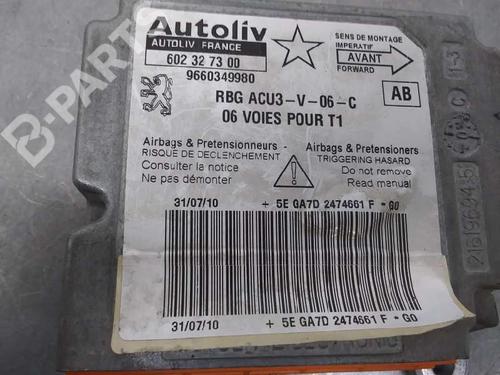 Autoliv
AUTOLIV FRANCE
602 32 73 00
9660349980
SENS DE MONTAGE
IMPERATIF
AVANT
FORWARD
RBG ACU3-V-06-C
06 VOIES POUR T1
AB
Airbags & Pretensionneurs
RISQUE DE DECLENCHEMENT
Consulter la notice
Ne pas démonter
Airbags & Pretensioners
TRIGGERING HASARD
Do not remove
Read manual
31/07/10 + 5E GA7D 2474661 F - G0
31/07/10 + 5E GA7D 2474661 F - G0
B-PARTS